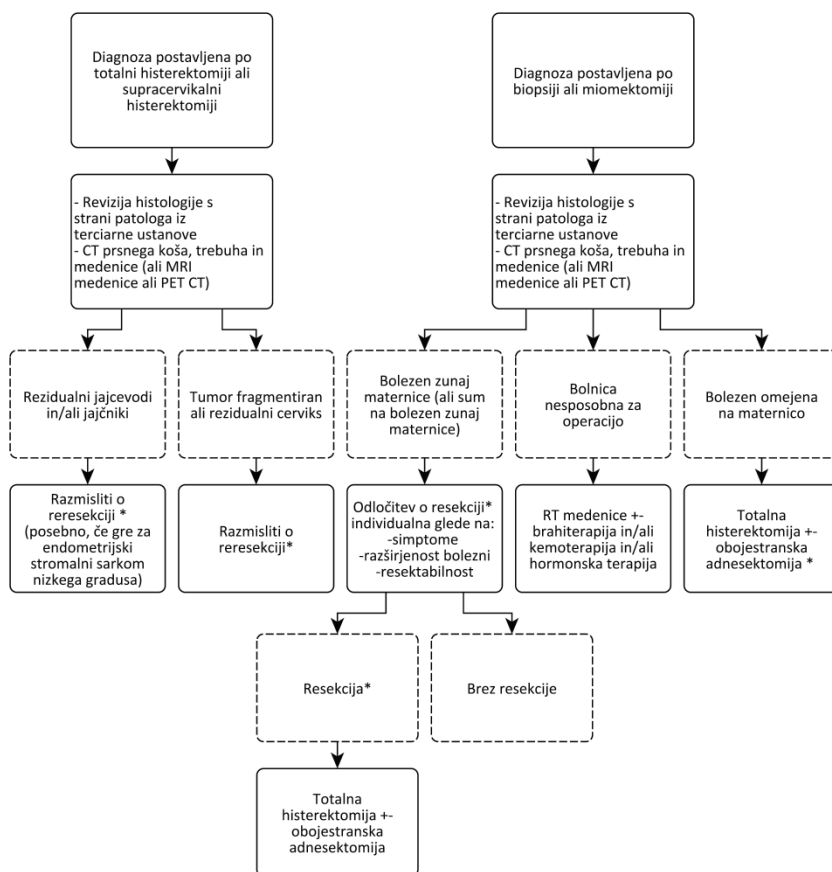 Diagnoza postavljena po
totalni histerektomiji ali
supracervikalni
histerektomiji
Diagnoza postavljena po
biopsiji ali miomektomiji
- Revizija histologije s
strani patologa iz
terciarne ustanove
- CT prsnega koša, trebuha in
medenice (ali MRI
medenice ali PET CT)
- Revizija histologije s
strani patologa iz
terciarne ustanove
- CT prsnega koša, trebuha in
medenice (ali MRI
medenice ali PET CT)
Rezidualni jajcevodi
in/ali jajčniki
Tumor fragmentiran
ali rezidualni cerviks
Bolezen zunaj
maternice (ali sum
na bolezen zunaj
maternice)
Bolnica
nesposobna za
operacijo
Bolezen omejena
na maternico
Razmisliti o
reresekciji *
(posebno, če gre za
endometrijski
stromalni sarkom
nizkega gradusa)
Razmisliti o
reresekciji*
Odločitev o resekciji*
individualna glede na:
-simptome
-razširjenost bolezni
-resektabilnost
RT medenice +-
brahiterapija in/ali
kemoterapija in/ali
hormonska terapija
Totalna
histerektomija +-
obojestranska
adnesektomija *
Resekcija*
Brez resekcije
Totalna
histerektomija +-
obojestranska
adnesektomija